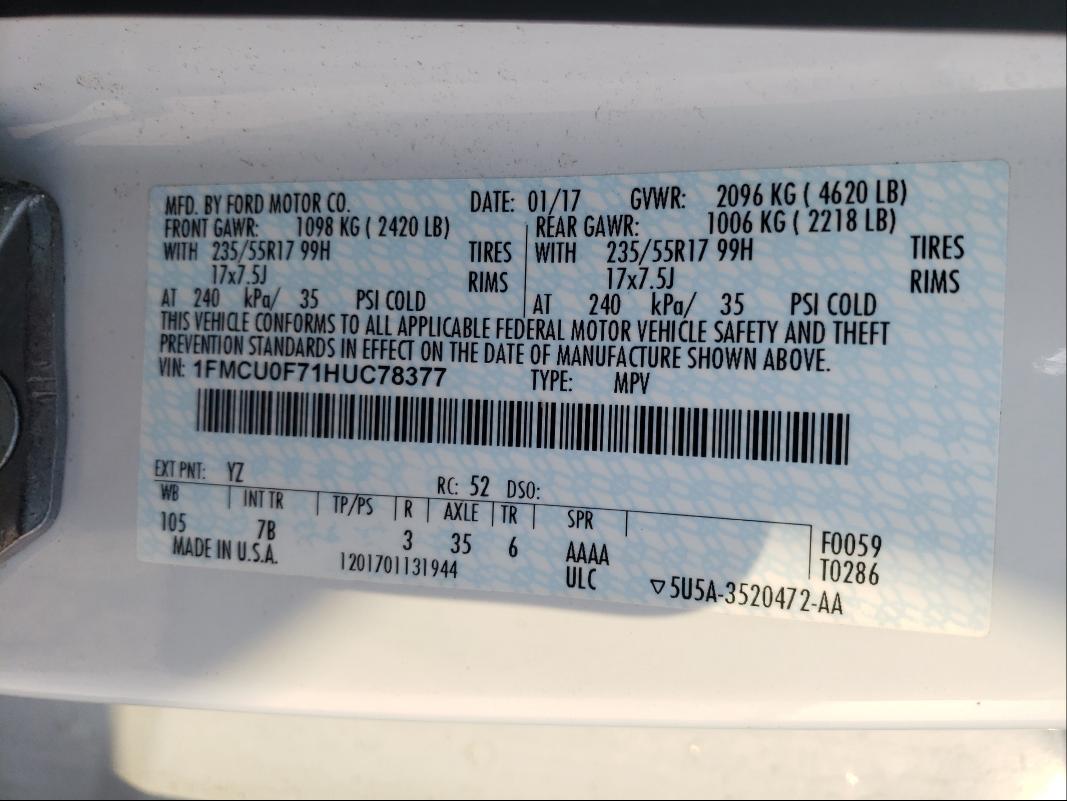 MFD. BY FORD MOTOR CO. DATE: 01/17 GVWR: 2096 KG ( 4620 LB)
FRONT GAWR: 1098 KG ( 2420 LB) REAR GAWR: 1006 KG ( 2218 LB)
WITH 235/55R17 99H TIRES WITH 235/55R17 99H TIRES
17x7.5J RIMS 17x7.5J RIMS
AT 240 kPa/ 35 PSI COLD AT 240 kPa/ 35 PSI COLD
THIS VEHICLE CONFORMS TO ALL APPLICABLE FEDERAL MOTOR VEHICLE SAFETY AND THEFT
PREVENTION STANDARDS IN EFFECT ON THE DATE OF MANUFACTURE SHOWN ABOVE.
VIN: 1FMCU0F71HUC78377 TYPE: MPV
EXT PNT: YZ RC: 52 DSO:
WB INT TR TP/PS R AXLE TR SPR
105 7B 3 35 6 AAAA F0059
MADE IN U.S.A. 1201701131944 ULC T0286
▽5U5A-3520472-AA